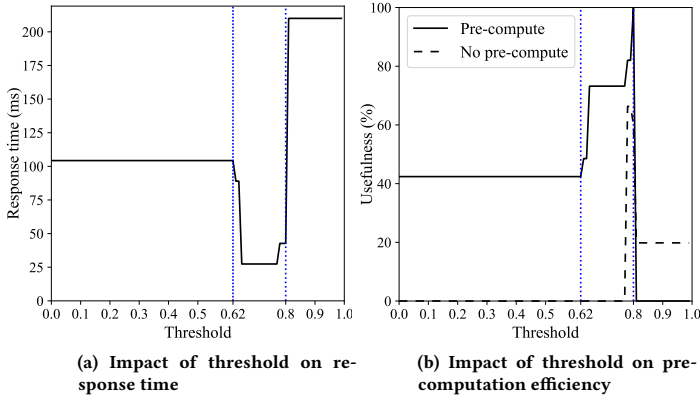 Response time (ms)
200
175
150
125
100
75
50
25
0
0.0 0.1 0.2 0.3 0.4 0.5 0.62 0.8 0.9 1.0
Threshold
(a) Impact of threshold on re-
sponse time
Usefulness (%)
100
80
60
40
20
0
Pre-compute
No pre-compute
0.0 0.1 0.2 0.3 0.4 0.5 0.62 0.8 0.9 1.0
Threshold
(b) Impact of threshold on pre-
computation efficiency